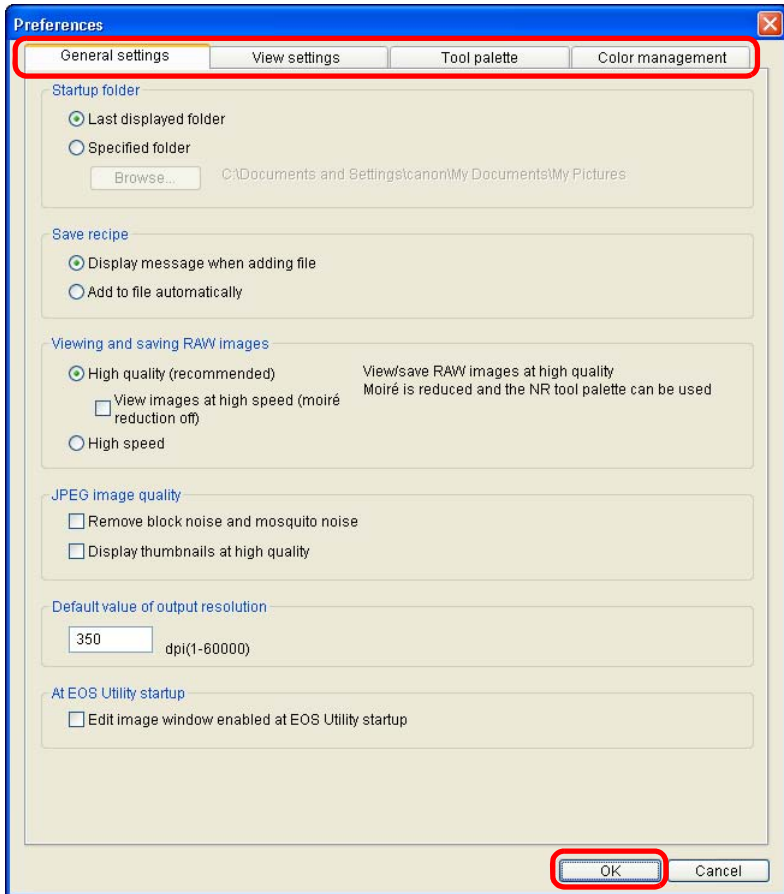 Preferences
General settings View settings Tool palette Color management
Startup folder
Last displayed folder
Specified folder
Browse... C:\Documents and Settings\canon\My Documents\My Pictures
Save recipe
Display message when adding file
Add to file automatically
Viewing and saving RAW images
High quality (recommended)
View/save RAW images at high quality
Moiré is reduced and the NR tool palette can be used
View images at high speed (moiré
reduction off)
High speed
JPEG image quality
Remove block noise and mosquito noise
Display thumbnails at high quality
Default value of output resolution
350 dpi(1-60000)
At EOS Utility startup
Edit image window enabled at EOS Utility startup
OK Cancel